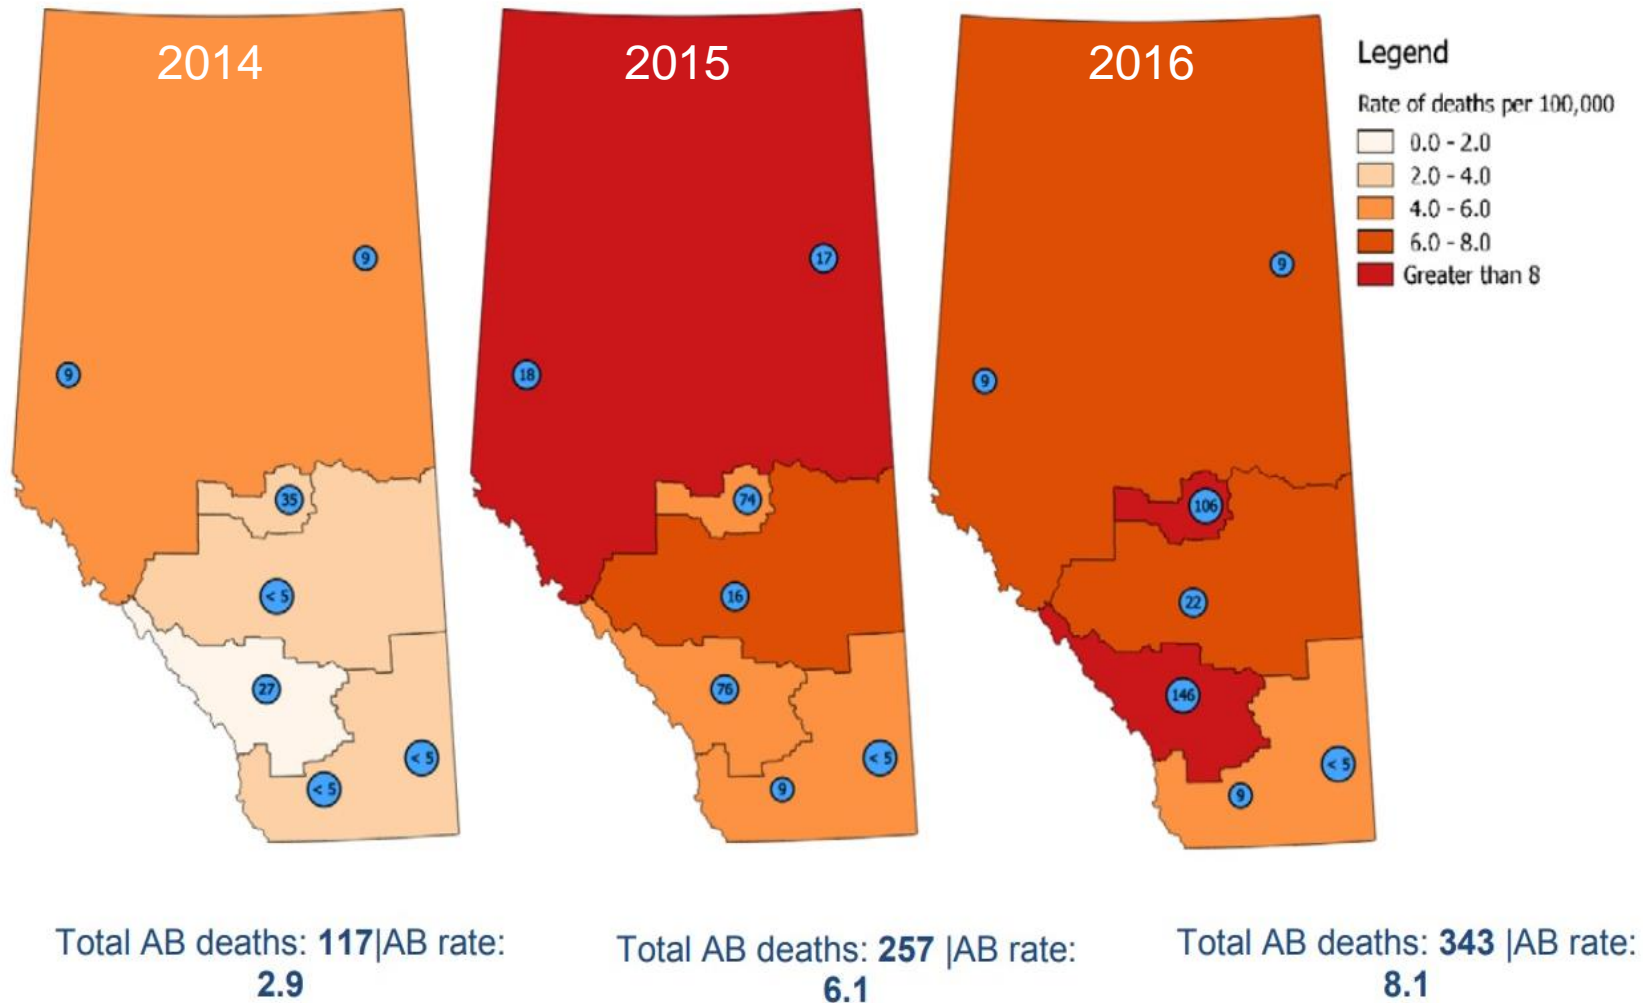 2014
9
9
35
< 5
27
< 5
< 5
2015
17
18
74
16
76
< 5
9
2016
9
9
106
22
146
< 5
9
Legend
Rate of deaths per 100,000
0.0 - 2.0
2.0 - 4.0
4.0 - 6.0
6.0 - 8.0
Greater than 8
Total AB deaths: 117|AB rate:
2.9
Total AB deaths: 257 |AB rate:
6.1
Total AB deaths: 343 |AB rate:
8.1